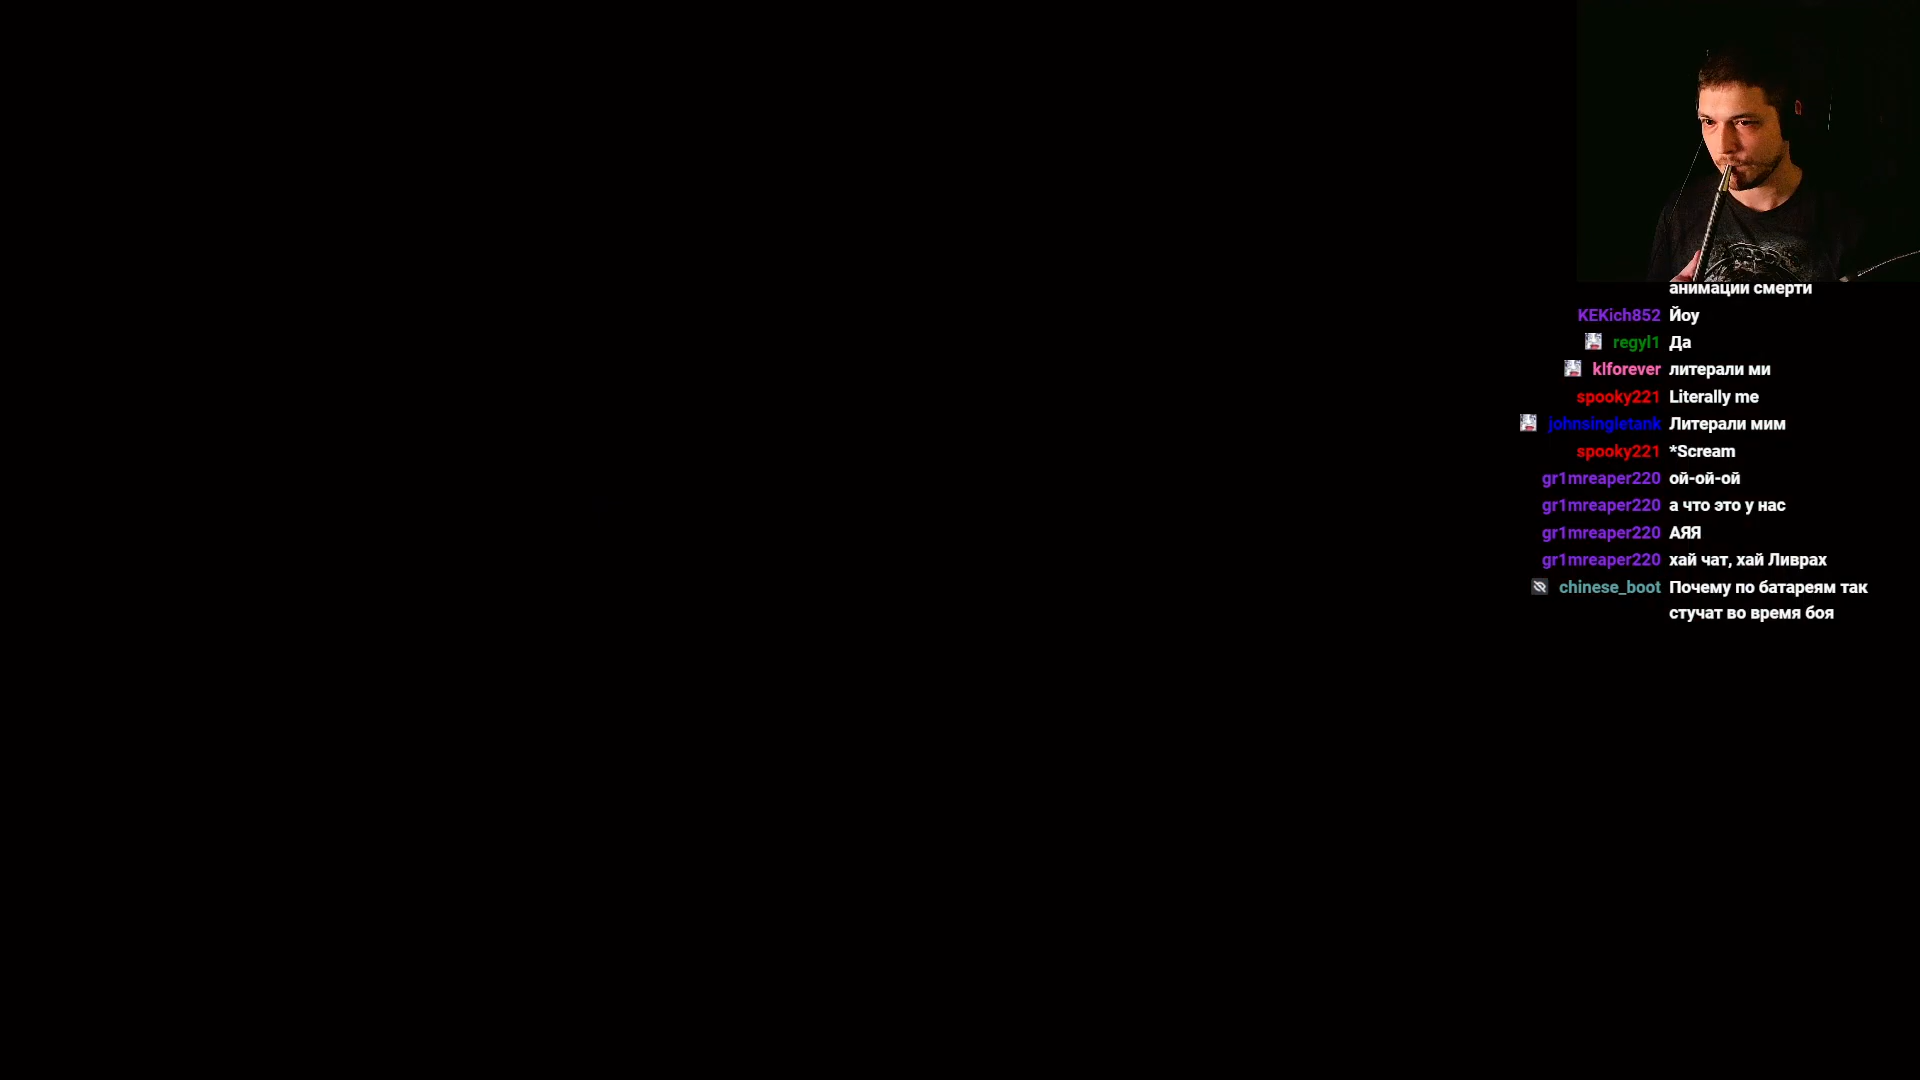 анимации смерти
KEKich852 Йоу
regyl1 Да
klforever литерали ми
spooky221 Literally me
johnsingletank Литерали мим
spooky221 *Scream
gr1mreaper220 ой-ой-ой
gr1mreaper220 а что это у нас
gr1mreaper220 АЯЯ
gr1mreaper220 хай чат, хай Ливрах
chinese_boot Почему по батареям так
стучат во время боя